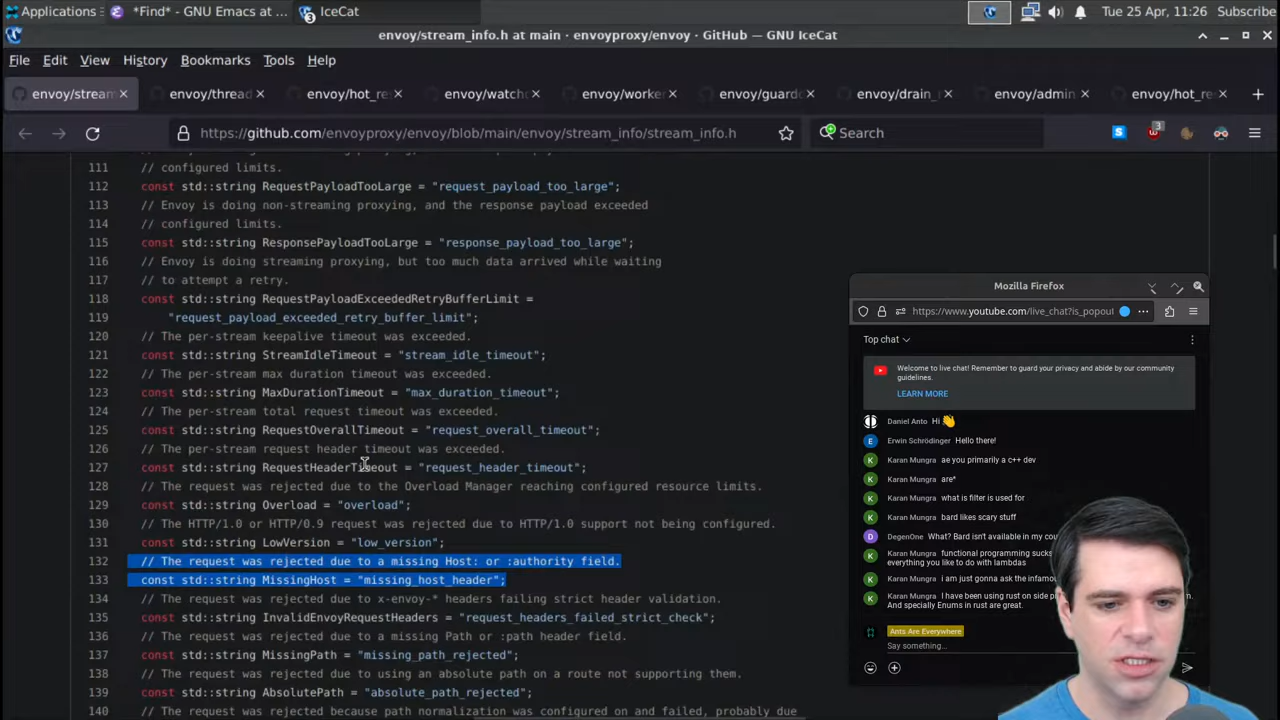 Applications
*Find* - GNU Emacs at ...
IceCat
3
Tue 25 Apr, 11:26
Subscribe
envoy/stream_info.h at main · envoyproxy/envoy · GitHub — GNU IceCat
File Edit View History Bookmarks Tools Help
envoy/stream
envoy/thread
envoy/hot_re
envoy/watch
envoy/worke
envoy/guard
envoy/drain_
envoy/admin
envoy/hot_re
https://github.com/envoyproxy/envoy/blob/main/envoy/stream_info/stream_info.h
Search
3
111 // configured limits.
112 const std::string RequestPayloadTooLarge = "request_payload_too_large";
113 // Envoy is doing non-streaming proxying, and the response payload exceeded
114 // configured limits.
115 const std::string ResponsePayloadTooLarge = "response_payload_too_large";
116 // Envoy is doing streaming proxying, but too much data arrived while waiting
117 // to attempt a retry.
118 const std::string RequestPayloadExceededRetryBufferLimit =
119 "request_payload_exceeded_retry_buffer_limit";
120 // The per-stream keepalive timeout was exceeded.
121 const std::string StreamIdleTimeout = "stream_idle_timeout";
122 // The per-stream max duration timeout was exceeded.
123 const std::string MaxDurationTimeout = "max_duration_timeout";
124 // The per-stream total request timeout was exceeded.
125 const std::string RequestOverallTimeout = "request_overall_timeout";
126 // The per-stream request header timeout was exceeded.
127 const std::string RequestHeaderTimeout = "request_header_timeout";
128 // The request was rejected due to the Overload Manager reaching configured resource limits.
129 const std::string Overload = "overload";
130 // The HTTP/1.0 or HTTP/0.9 request was rejected due to HTTP/1.0 support not being configured.
131 const std::string LowVersion = "low_version";
132 // The request was rejected due to a missing Host: or :authority field.
133 const std::string MissingHost = "missing_host_header";
134 // The request was rejected due to x-envoy-* headers failing strict header validation.
135 const std::string InvalidEnvoyRequestHeaders = "request_headers_failed_strict_check";
136 // The request was rejected due to a missing Path or :path header field.
137 const std::string MissingPath = "missing_path_rejected";
138 // The request was rejected due to using an absolute path on a route not supporting them.
139 const std::string AbsolutePath = "absolute_path_rejected";
140 // The request was rejected because path normalization was configured on and failed, probably due
Mozilla Firefox
https://www.youtube.com/live_chat?is_popout
Top chat
Welcome to live chat! Remember to guard your privacy and abide by our community
guidelines.
LEARN MORE
Daniel Anto Hi 👋
Erwin Schrödinger Hello there!
Karan Mungra ae you primarily a c++ dev
Karan Mungra are*
Karan Mungra what is filter is used for
Karan Mungra bard likes scary stuff
DegenOne What? Bard isn't available in my cou
Karan Mungra functional programming sucks
everything you like to do with lambdas
Karan Mungra i am just gonna ask the infamou
Karan Mungra I have been using rust on side pr
And specially Enums in rust are great.
Ants Are Everywhere
Say something...